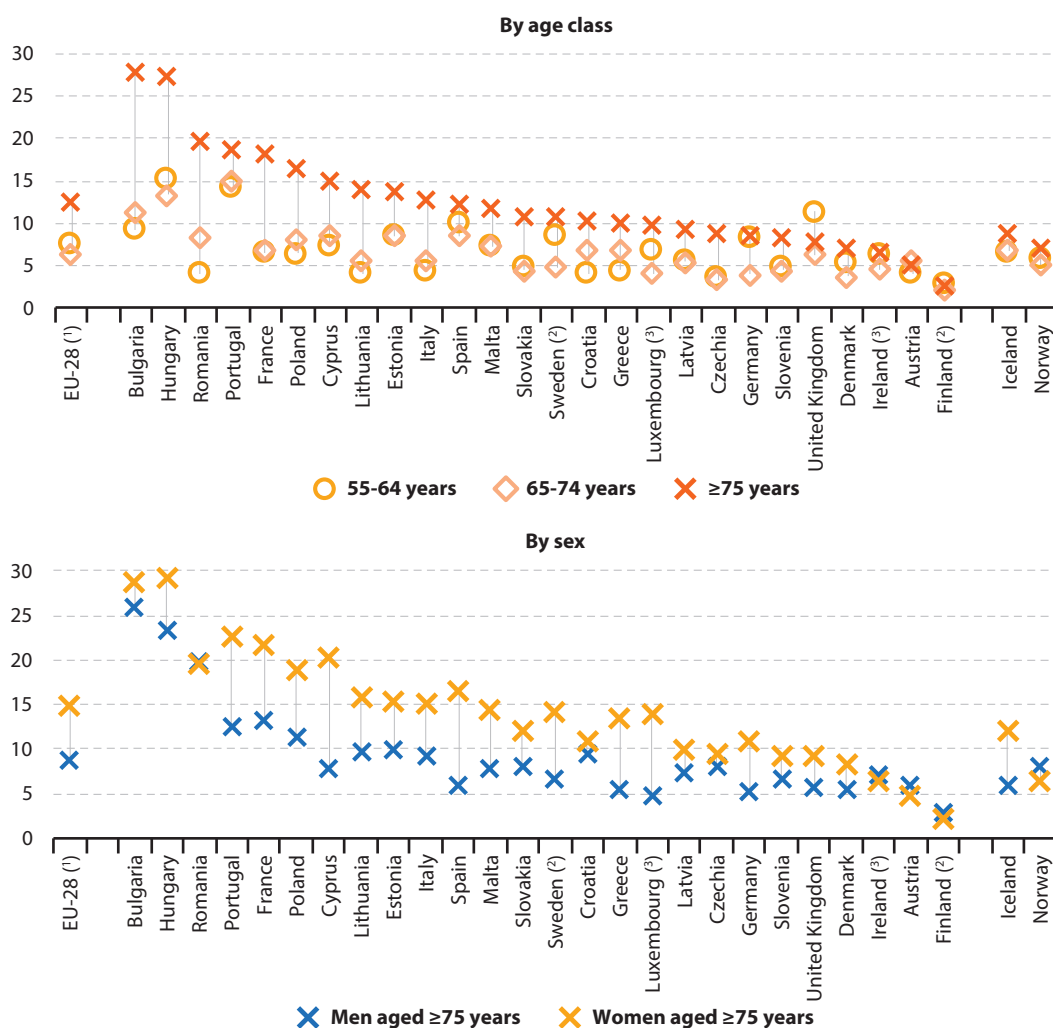 By age class
30
25
20
15
10
5
0
EU-28 (¹)
Bulgaria
Hungary
Romania
Portugal
France
Poland
Cyprus
Lithuania
Estonia
Italy
Spain
Malta
Slovakia
Sweden (²)
Croatia
Greece
Luxembourg (³)
Latvia
Czechia
Germany
Slovenia
United Kingdom
Denmark
Ireland (³)
Austria
Finland (²)
Iceland
Norway
55-64 years 65-74 years ≥75 years
By sex
30
25
20
15
10
5
0
EU-28 (¹)
Bulgaria
Hungary
Romania
Portugal
France
Poland
Cyprus
Lithuania
Estonia
Italy
Spain
Malta
Slovakia
Sweden (²)
Croatia
Greece
Luxembourg (³)
Latvia
Czechia
Germany
Slovenia
United Kingdom
Denmark
Ireland (³)
Austria
Finland (²)
Iceland
Norway
Men aged ≥75 years Women aged ≥75 years